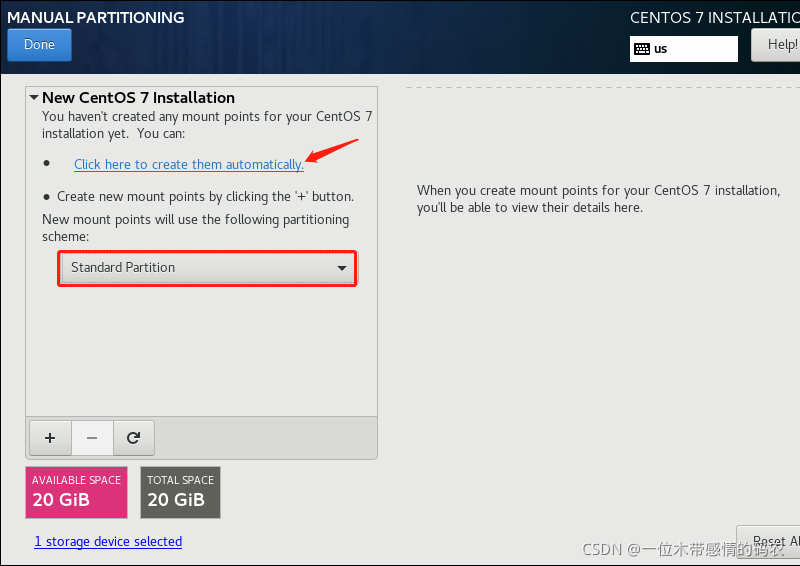 MANUAL PARTITIONING
CENTOS 7 INSTALLATIO
Done
us
Help!
New CentOS 7 Installation
You haven't created any mount points for your CentOS 7
installation yet. You can:
Click here to create them automatically.
Create new mount points by clicking the '+' button.
New mount points will use the following partitioning
scheme:
Standard Partition
When you create mount points for your CentOS 7 installation,
you'll be able to view their details here.
AVAILABLE SPACE
20 GiB
TOTAL SPACE
20 GiB
1 storage device selected
Reset Al
CSDN @一位木带感情的码农